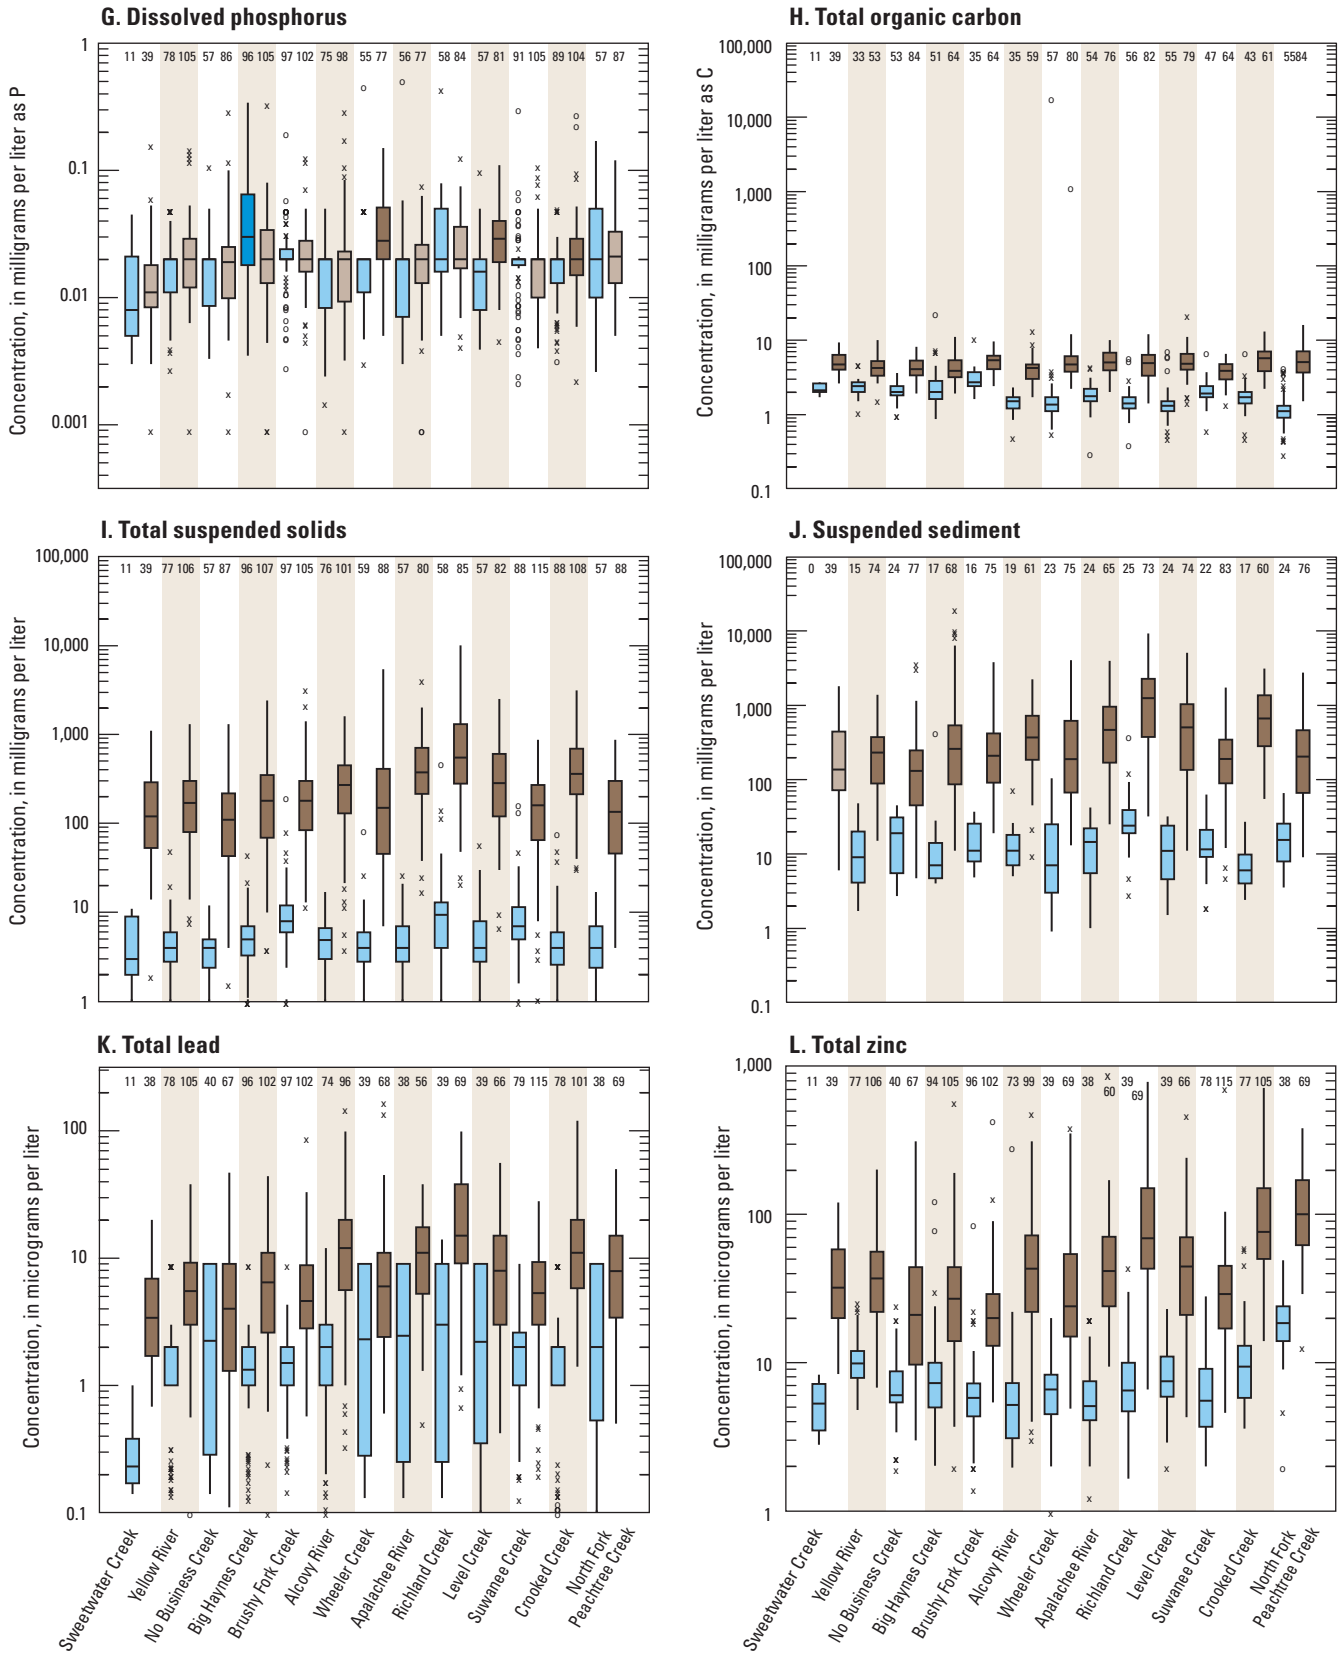 G. Dissolved phosphorus
Concentration, in milligrams per liter as P
1
0.1
0.01
0.001
11 39 78 105 57 86 96 105 97 102 75 98 55 77 56 77 58 84 57 81 91 105 89 104 57 87
H. Total organic carbon
Concentration, in milligrams per liter as C
100,000
10,000
1,000
100
10
1
0.1
11 39 33 53 53 84 51 64 35 64 35 59 57 80 54 76 56 82 55 79 47 64 43 61 5584
I. Total suspended solids
Concentration, in milligrams per liter
100,000
10,000
1,000
100
10
1
11 39 77 106 57 87 96 107 97 105 76 101 59 88 57 80 58 85 57 82 88 115 88 108 57 88
J. Suspended sediment
Concentration, in milligrams per liter
100,000
10,000
1,000
100
10
1
0.1
0 39 15 74 24 77 17 68 16 75 19 61 23 75 24 65 25 73 24 74 22 83 17 60 24 76
K. Total lead
Concentration, in micrograms per liter
100
10
1
0.1
11 38 78 105 40 67 96 102 97 102 74 96 39 68 38 56 39 69 39 66 79 115 78 101 38 69
Sweetwater Creek
Yellow River
No Business Creek
Big Haynes Creek
Brushy Fork Creek
Alcovy River
Wheeler Creek
Apalachee River
Richland Creek
Level Creek
Suwanee Creek
Crooked Creek
North Fork
Peachtree Creek
L. Total zinc
Concentration, in micrograms per liter
1,000
100
10
1
11 39 77 106 40 67 94 105 96 102 73 99 39 69 38 60 39 69 39 66 78 115 77 105 38 69
Sweetwater Creek
Yellow River
No Business Creek
Big Haynes Creek
Brushy Fork Creek
Alcovy River
Wheeler Creek
Apalachee River
Richland Creek
Level Creek
Suwanee Creek
Crooked Creek
North Fork
Peachtree Creek